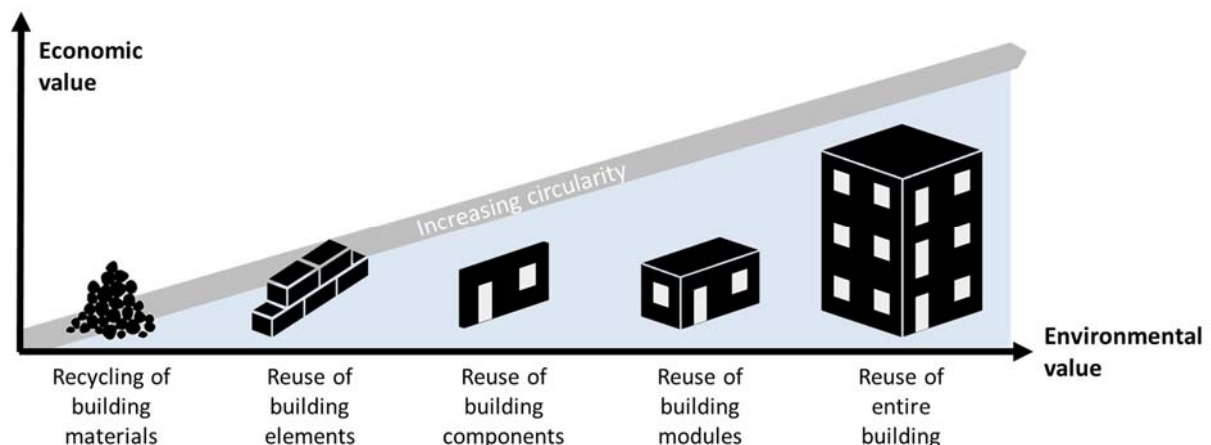 Economic
value
Increasing circularity
Environmental
value
Recycling of
building
materials
Reuse of
building
elements
Reuse of
building
components
Reuse of
building
modules
Reuse of
entire
building